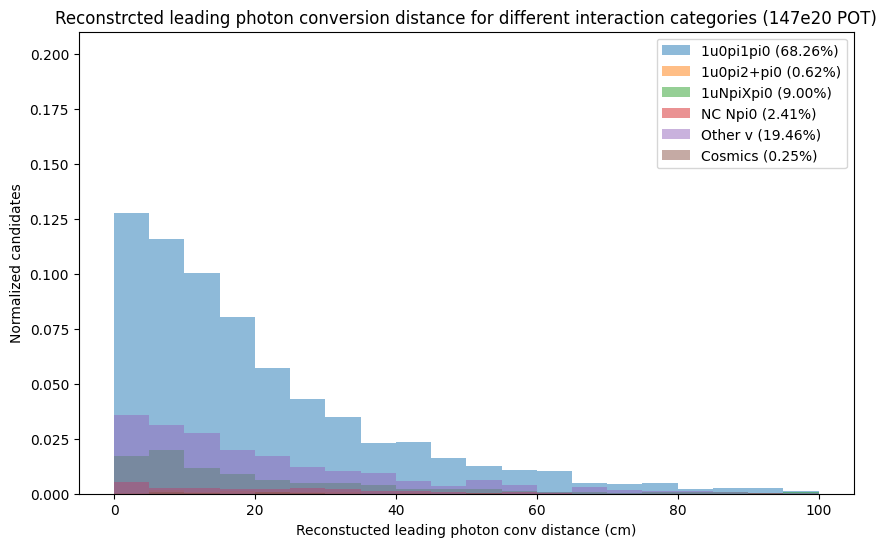 Reconstrcted leading photon conversion distance for different interaction categories (147e20 POT)
1u0pi1pi0 (68.26%)
1u0pi2+pi0 (0.62%)
1uNpiXpi0 (9.00%)
NC Npi0 (2.41%)
Other v (19.46%)
Cosmics (0.25%)
Normalized candidates
0.200
0.175
0.150
0.125
0.100
0.075
0.050
0.025
0.000
0 20 40 60 80 100
Reconstucted leading photon conv distance (cm)